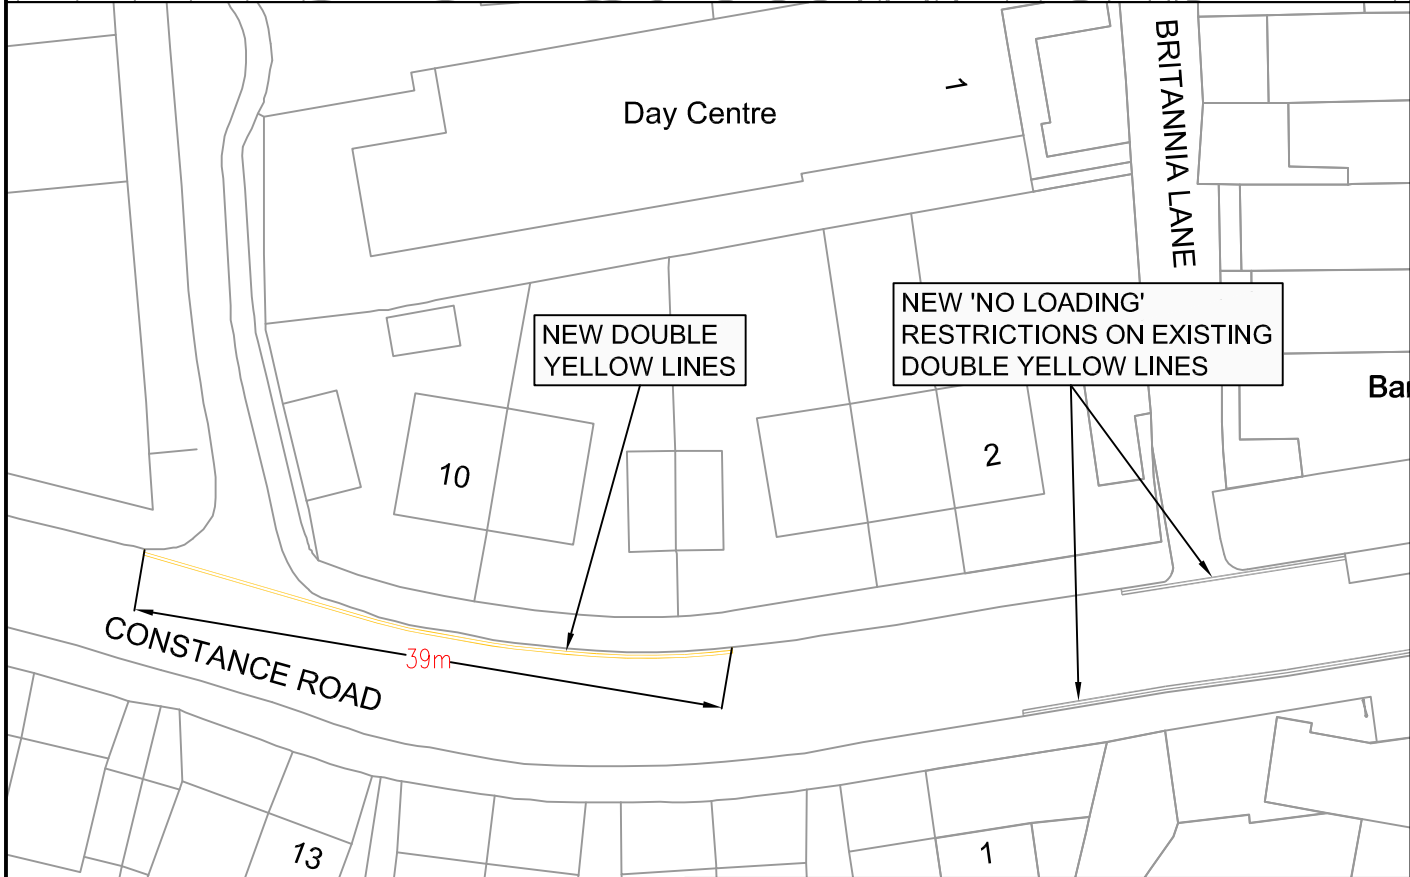 BRITANNIA LANE
1
Day Centre
NEW 'NO LOADING'
RESTRICTIONS ON EXISTING
DOUBLE YELLOW LINES
NEW DOUBLE
YELLOW LINES
Bar
10
2
39m
CONSTANCE ROAD
13
1